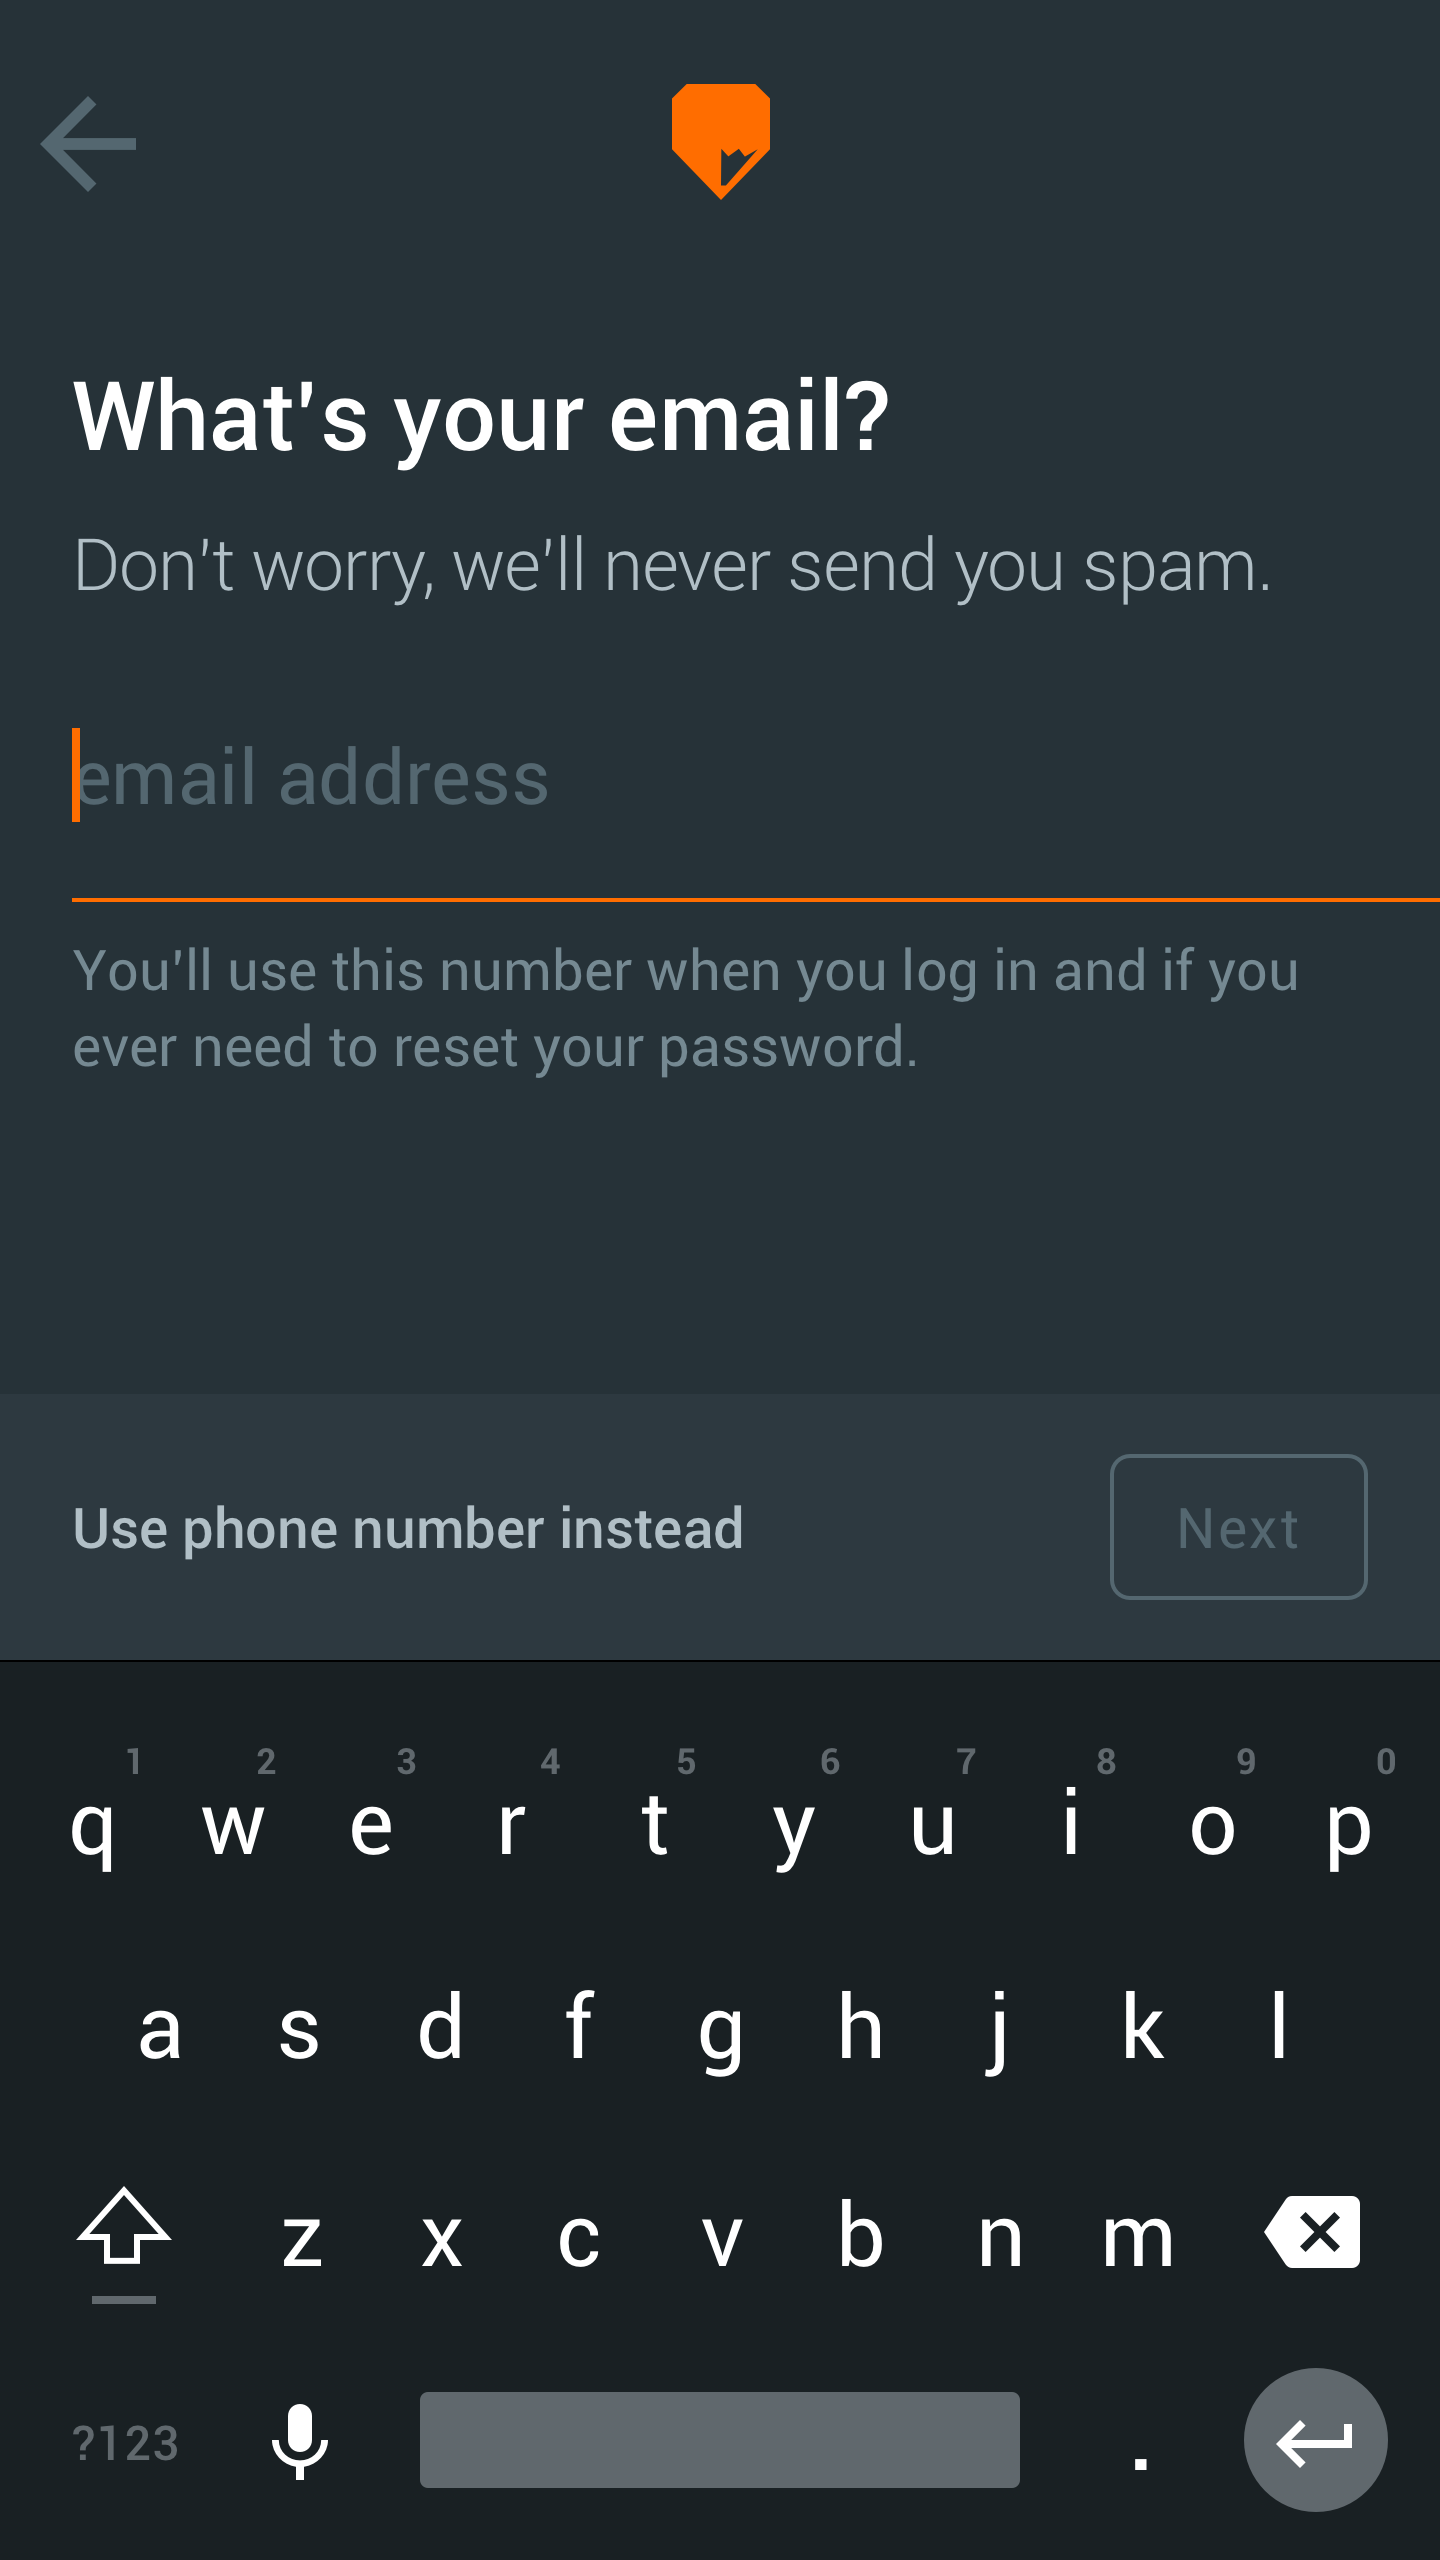 What's your email?
Don't worry, we'll never send you spam.
email address
You'll use this number when you log in and if you
ever need to reset your password.
Use phone number instead
Next
1 2 3 4 5 6 7 8 9 0
q w e r t y u i o p
a s d f g h j k l
z x c v b n m
?123 .